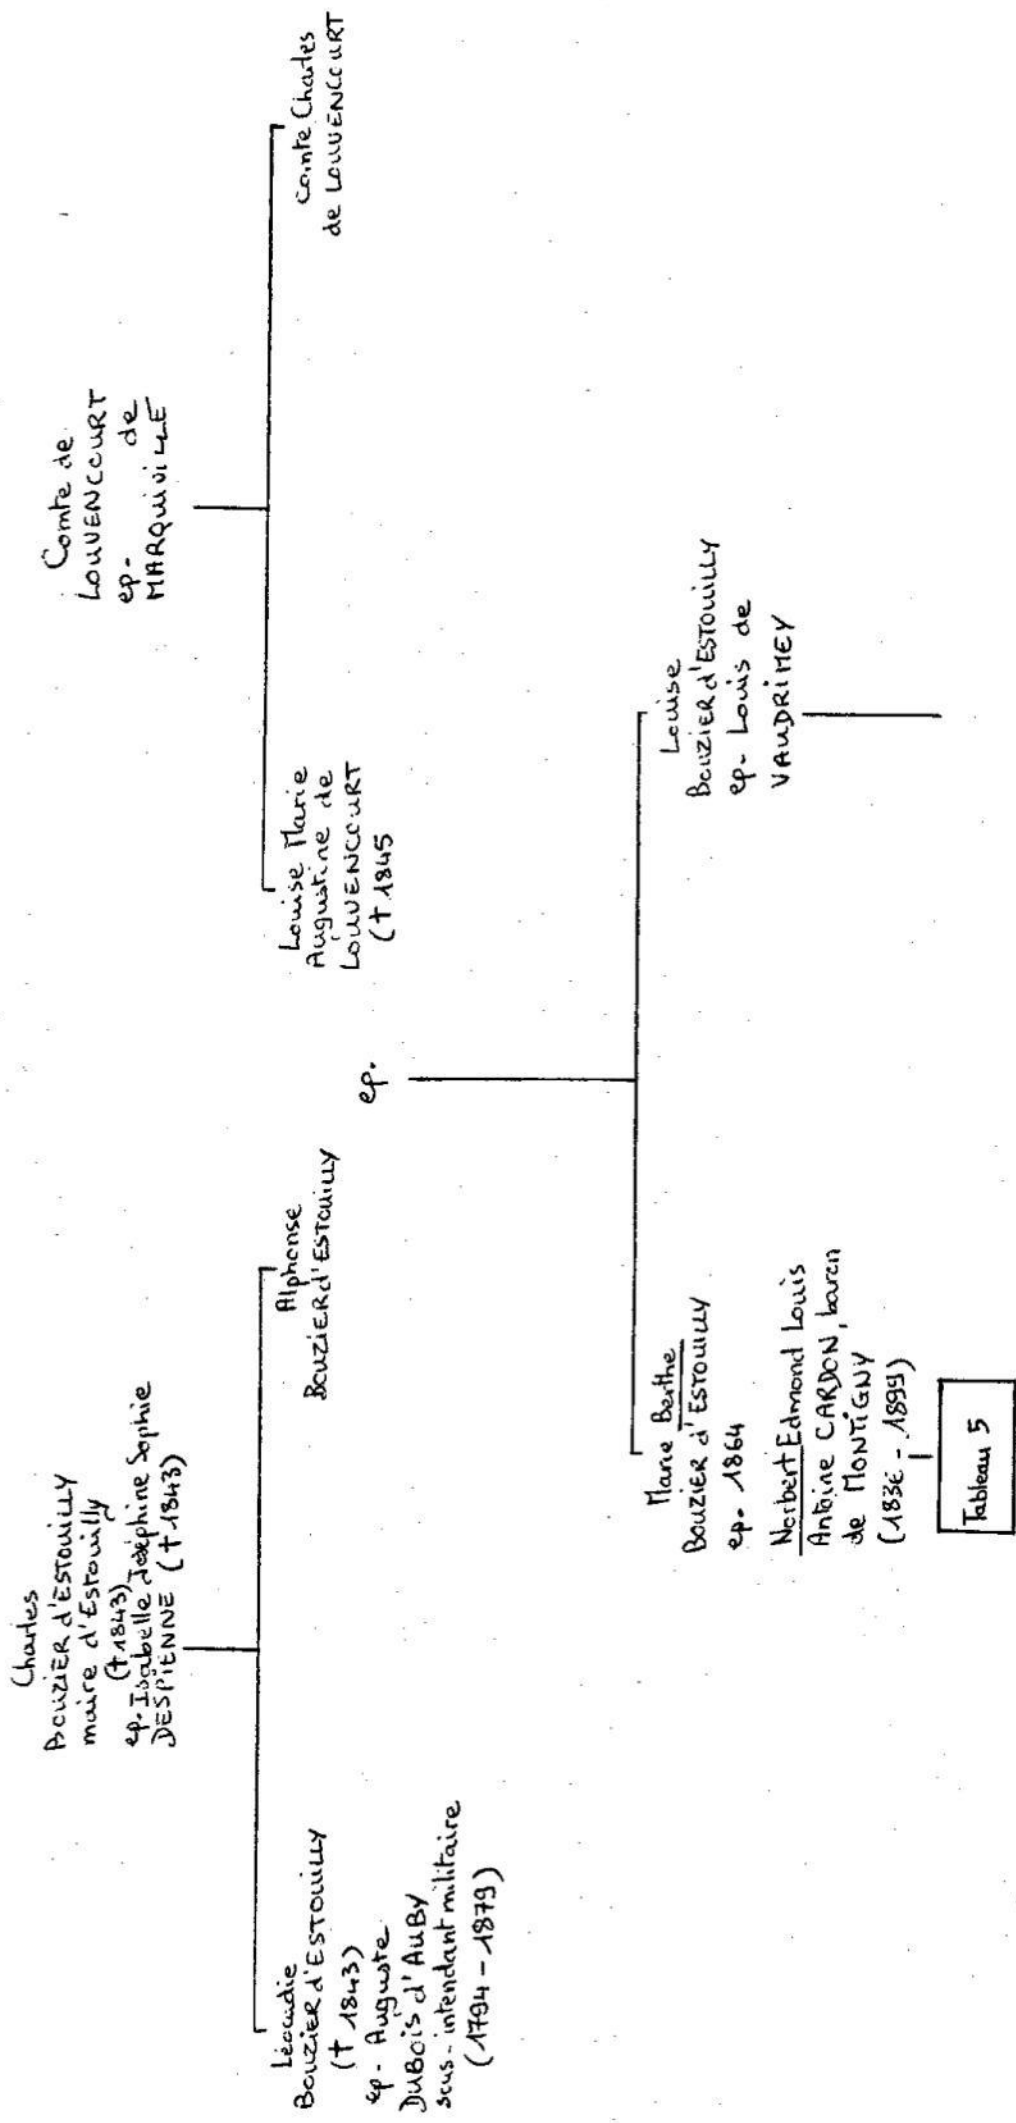 Charles
BOUZIER d'ESTOUILLY
maire d'Estouilly
(† 1843)
ep. Isabelle Joséphine Sophie
DESPIENNE († 1843)
Comte de
LOUVENCOURT
ep. - de
MARQUIVILLE
Léocadie
BOUZIER d'ESTOUILLY
(† 1843)
ep. Auguste
DUBOIS d'AUBY
sous-intendant militaire
(1794 - 1879)
Alphonse
BOUZIER d'ESTOUILLY
ep.
Louise Marie
Augustine de
LOUVENCOURT
(† 1845
comte Charles
de LOUVENCOURT
Marie Berthe
BOUZIER d'ESTOUILLY
ep. 1864
Norbert Edmond Louis
Antoine CARDON, baron
de MONTIGNY
(1836 - 1899)
Tableau 5
Louise
BOUZIER d'ESTOUILLY
ep. Louis de
VAUDRIMEY